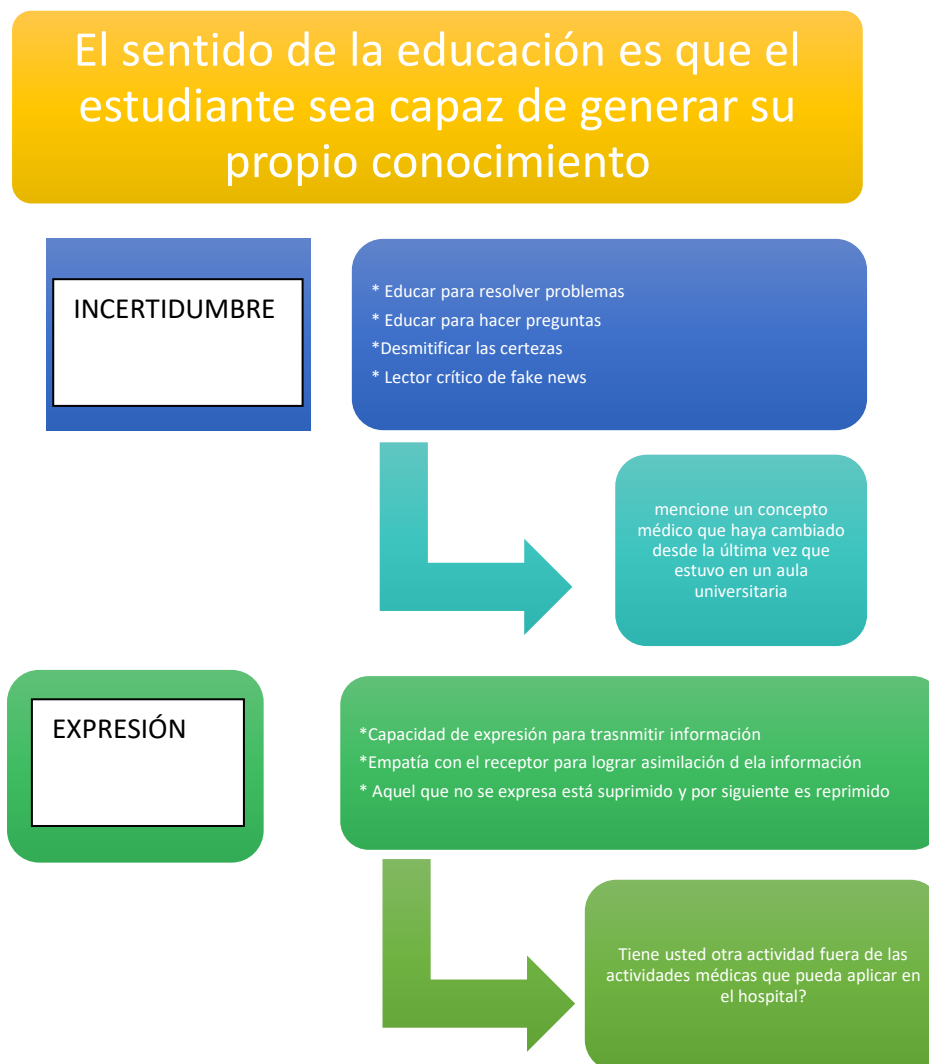 El sentido de la educación es que el
estudiante sea capaz de generar su
propio conocimiento
INCERTIDUMBRE
* Educar para resolver problemas
* Educar para hacer preguntas
*Desmitificar las certezas
* Lector crítico de fake news
mencione un concepto
médico que haya cambiado
desde la última vez que
estuvo en un aula
universitaria
EXPRESIÓN
*Capacidad de expresión para trasnmitir información
*Empatía con el receptor para lograr asimilación d ela información
* Aquel que no se expresa está suprimido y por siguiente es reprimido
Tiene usted otra actividad fuera de las
actividades médicas que pueda aplicar en
el hospital?